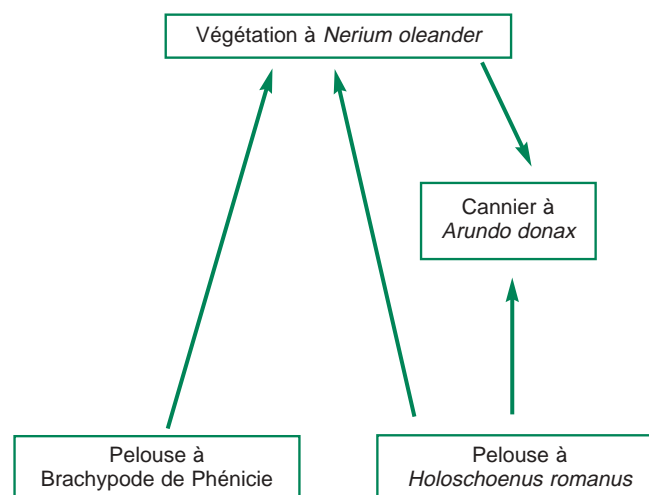 Végétation à Nerium oleander
Cannier à
Arundo donax
Pelouse à
Brachypode de Phénicie
Pelouse à
Holoschoenus romanus